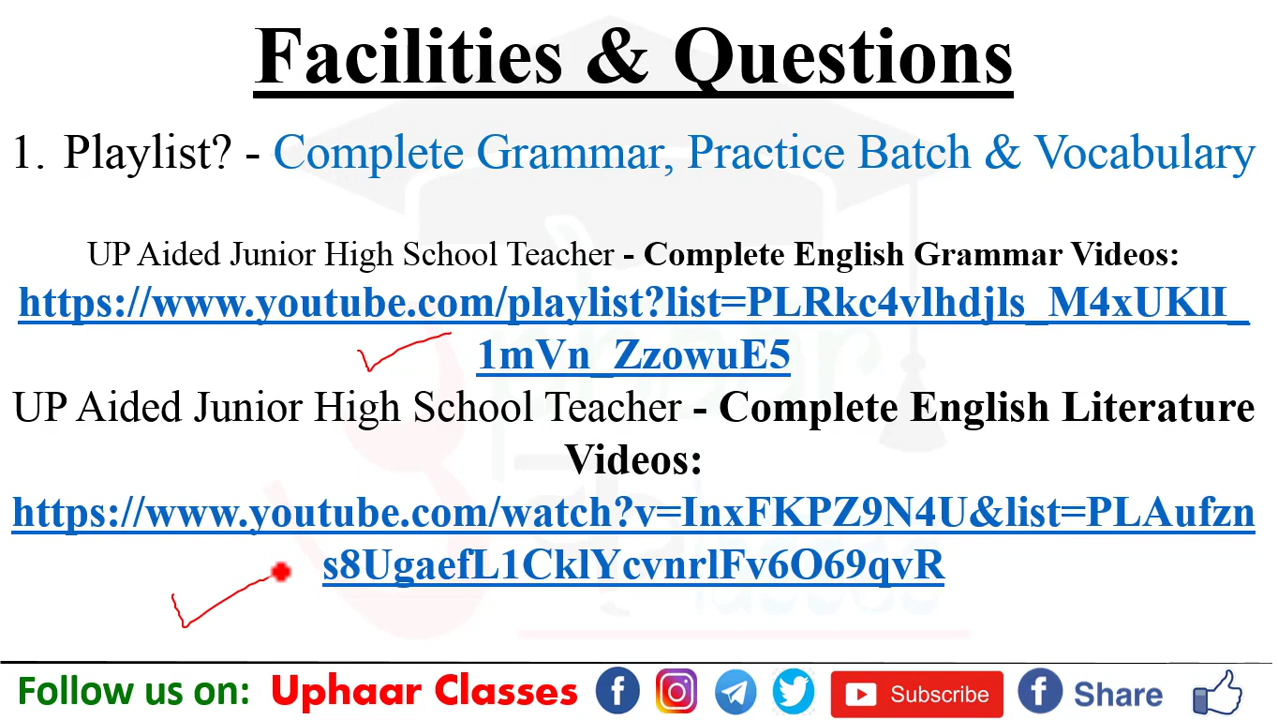 Facilities & Questions
1. Playlist? - Complete Grammar, Practice Batch & Vocabulary
UP Aided Junior High School Teacher - Complete English Grammar Videos:
https://www.youtube.com/playlist?list=PLRkc4vlhdjls_M4xUKlI_
1mVn_ZzowuE5
UP Aided Junior High School Teacher - Complete English Literature
Videos:
https://www.youtube.com/watch?v=InxFKPZ9N4U&list=PLAufzn
s8UgaefL1CklYcvnrlFv6O69qvR
Follow us on: Uphaar Classes Subscribe Share